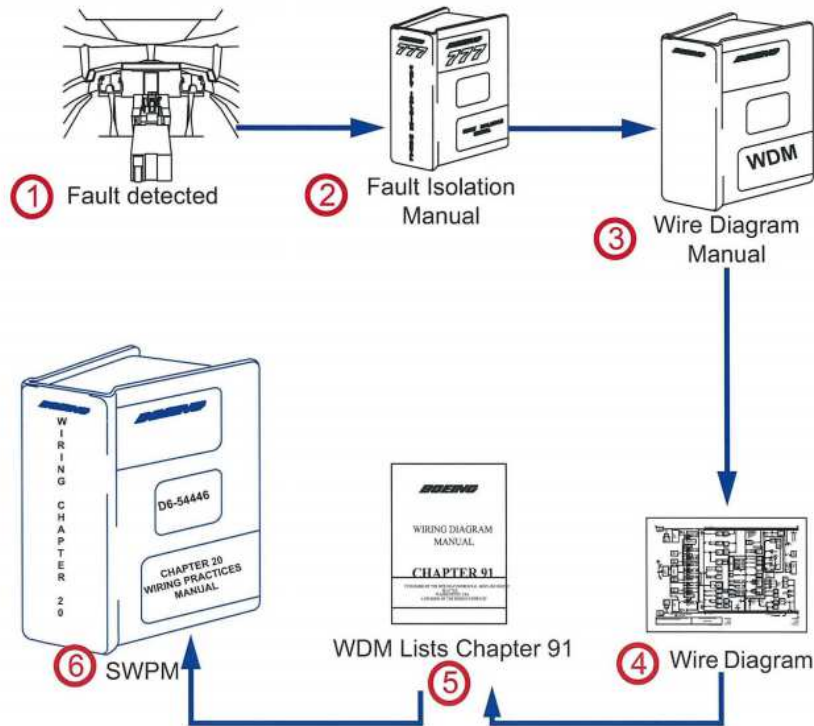 1 Fault detected
777
BOEING
777
2 Fault Isolation
Manual
BOEING
WDM
3 Wire Diagram
Manual
4 Wire Diagram
BOEING
WIRING DIAGRAM
MANUAL
CHAPTER 91
WDM Lists Chapter 91
5
BOEING
WIRING CHAPTER 20
BOEING
D6-54446
CHAPTER 20
WIRING PRACTICES
MANUAL
6 SWPM